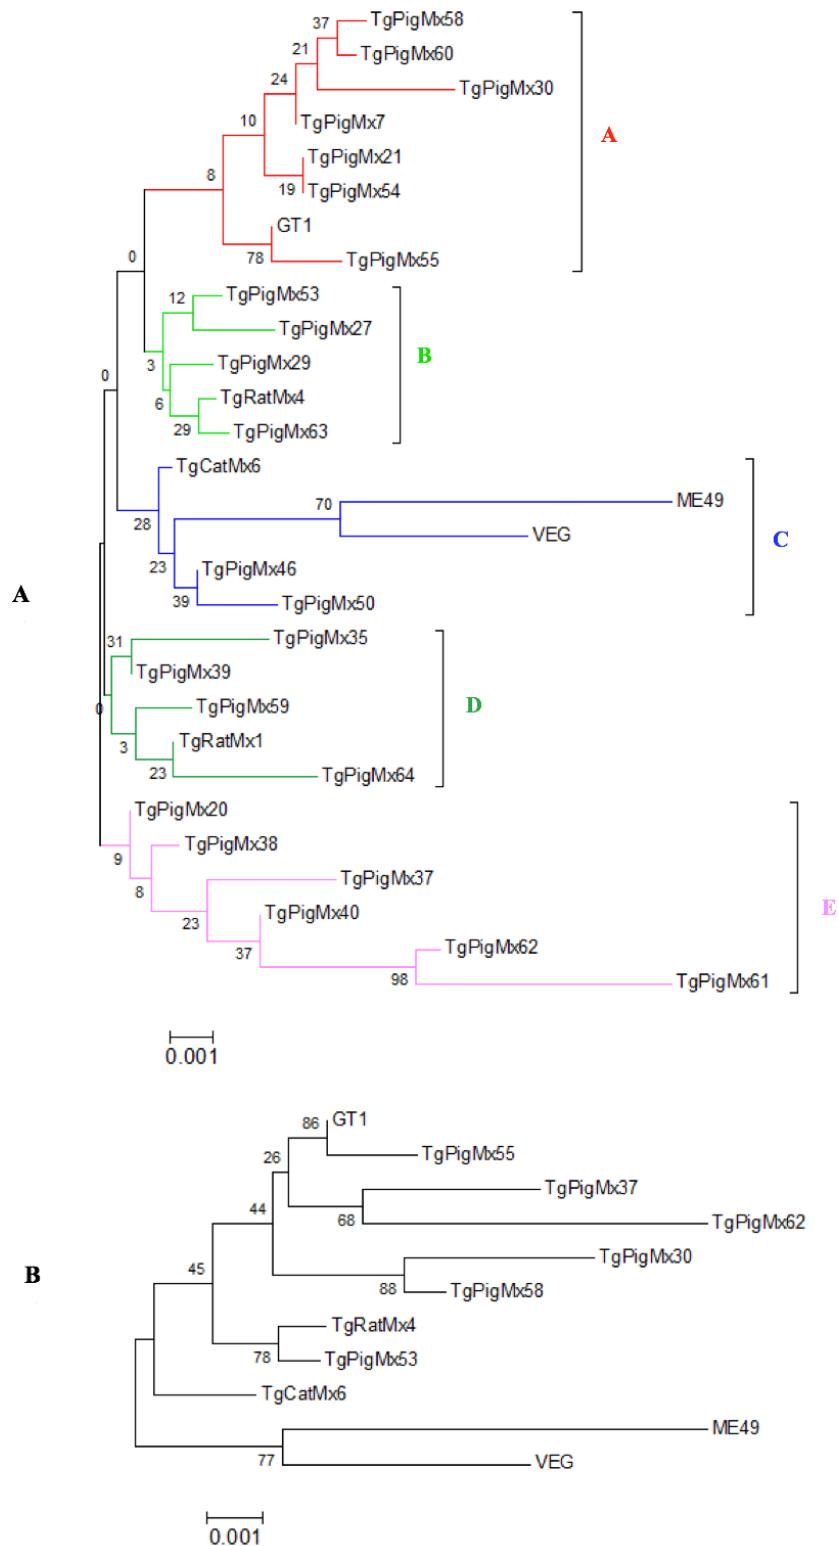 37
TgPigMx58
21
TgPigMx60
24
TgPigMx30
10
TgPigMx7
A
TgPigMx21
8
19
TgPigMx54
GT1
78
TgPigMx55
0
12
TgPigMx53
TgPigMx27
3
TgPigMx29
B
0
6
TgRatMx4
29
TgPigMx63
TgCatMx6
70
ME49
28
VEG
C
23
TgPigMx46
A
39
TgPigMx50
31
TgPigMx35
TgPigMx39
0
TgPigMx59
D
3
TgRatMx1
23
TgPigMx64
TgPigMx20
9
TgPigMx38
8
TgPigMx37
E
23
TgPigMx40
37
TgPigMx62
98
TgPigMx61
0.001
86
GT1
26
TgPigMx55
44
TgPigMx37
68
TgPigMx62
45
TgPigMx30
B
88
TgPigMx58
TgRatMx4
78
TgPigMx53
TgCatMx6
ME49
77
VEG
0.001